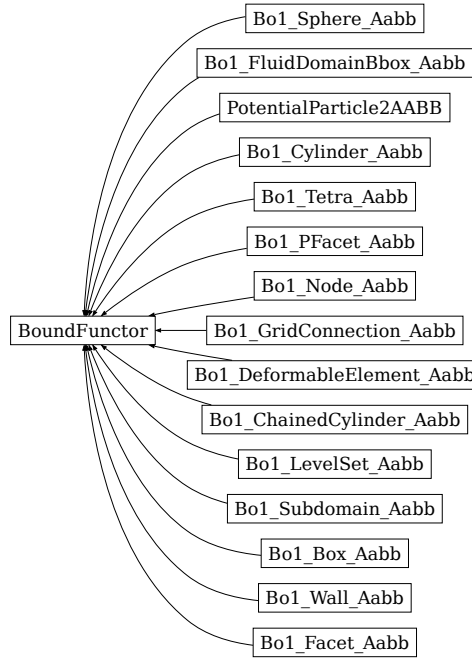 Bo1_Sphere_Aabb
Bo1_FluidDomainBbox_Aabb
PotentialParticle2AABB
Bo1_Cylinder_Aabb
Bo1_Tetra_Aabb
Bo1_PFacet_Aabb
Bo1_Node_Aabb
BoundFunctor
Bo1_GridConnection_Aabb
Bo1_DeformableElement_Aabb
Bo1_ChainedCylinder_Aabb
Bo1_LevelSet_Aabb
Bo1_Subdomain_Aabb
Bo1_Box_Aabb
Bo1_Wall_Aabb
Bo1_Facet_Aabb